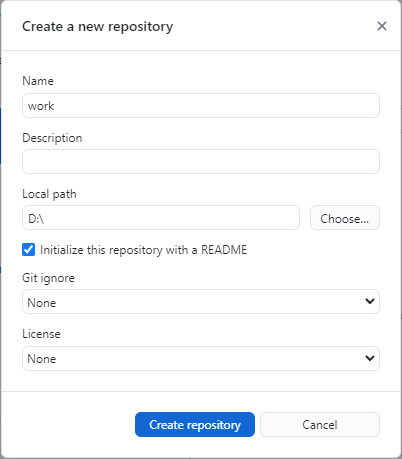 Create a new repository
Name
work
Description
Local path
D:\
Choose...
Initialize this repository with a README
Git ignore
None
License
None
Create repository
Cancel